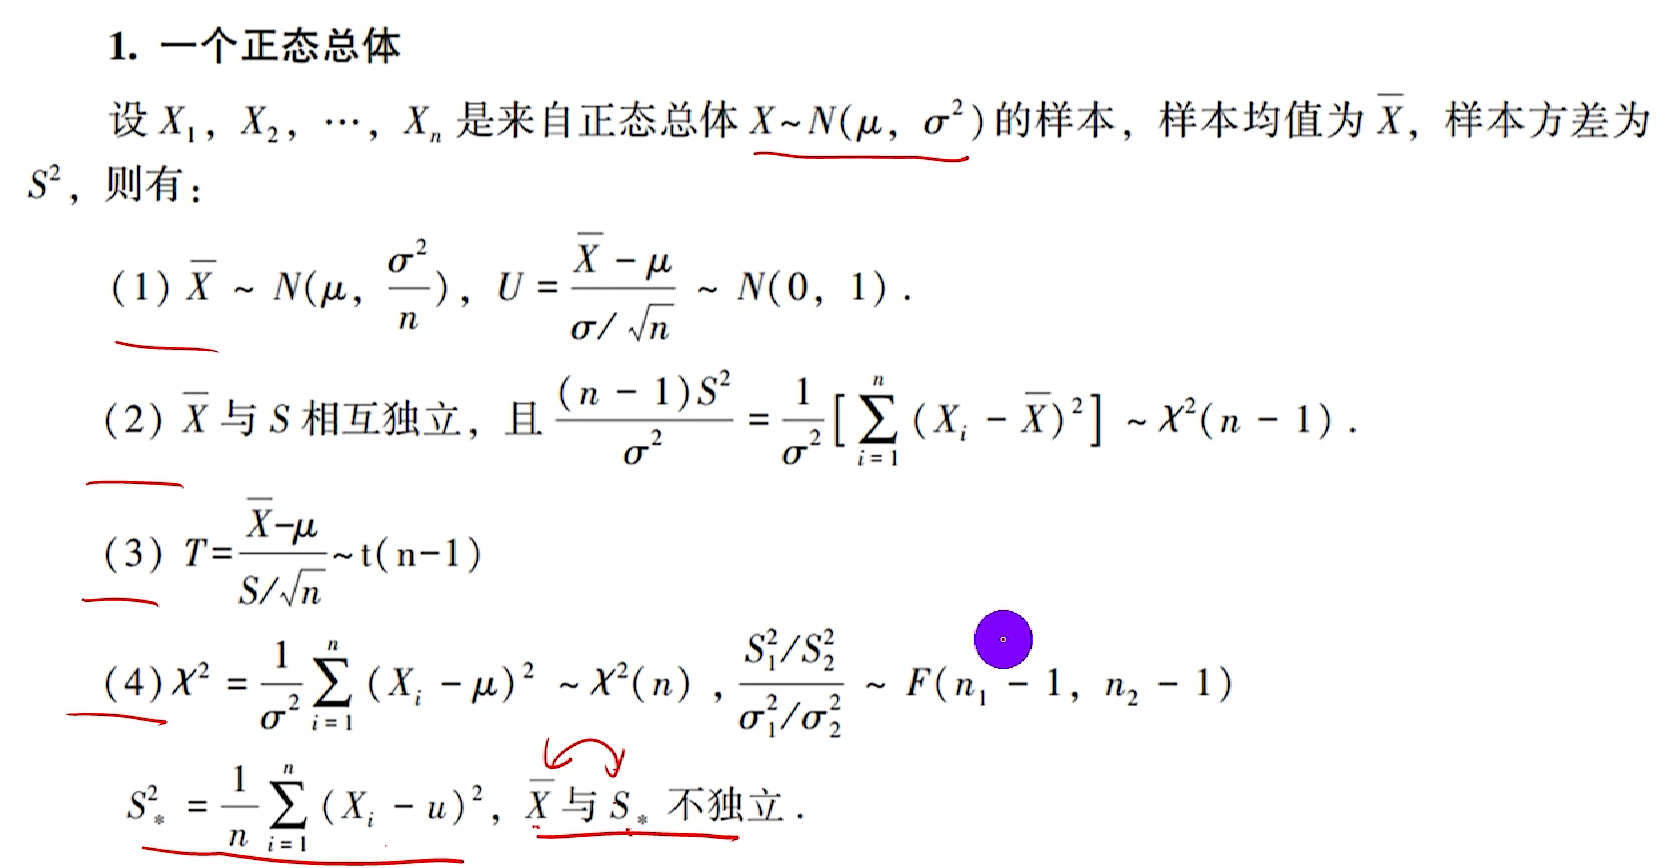 1. 一个正态总体
设 X₁, X₂, ⋯, Xₙ 是来自正态总体 X~N(μ, σ²)的样本, 样本均值为 X̄, 样本方差为
S², 则有:
(1) X̄ ~ N(μ, σ²/n), U = (X̄ - μ)/(σ/√n) ~ N(0, 1).
(2) X̄ 与 S 相互独立, 且 (n - 1)S²/σ² = 1/σ² [∑ᵢ₌₁ⁿ (Xᵢ - X̄)²] ~ χ²(n - 1).
(3) T = (X̄-μ)/(S/√n) ~ t(n-1)
(4) χ² = 1/σ² ∑ᵢ₌₁ⁿ (Xᵢ - μ)² ~ χ²(n), (S₁²/S₂²)/(σ₁²/σ₂²) ~ F(n₁ - 1, n₂ - 1)
S²﹡ = 1/n ∑ᵢ₌₁ⁿ (Xᵢ - u)², X̄ 与 S﹡ 不独立.